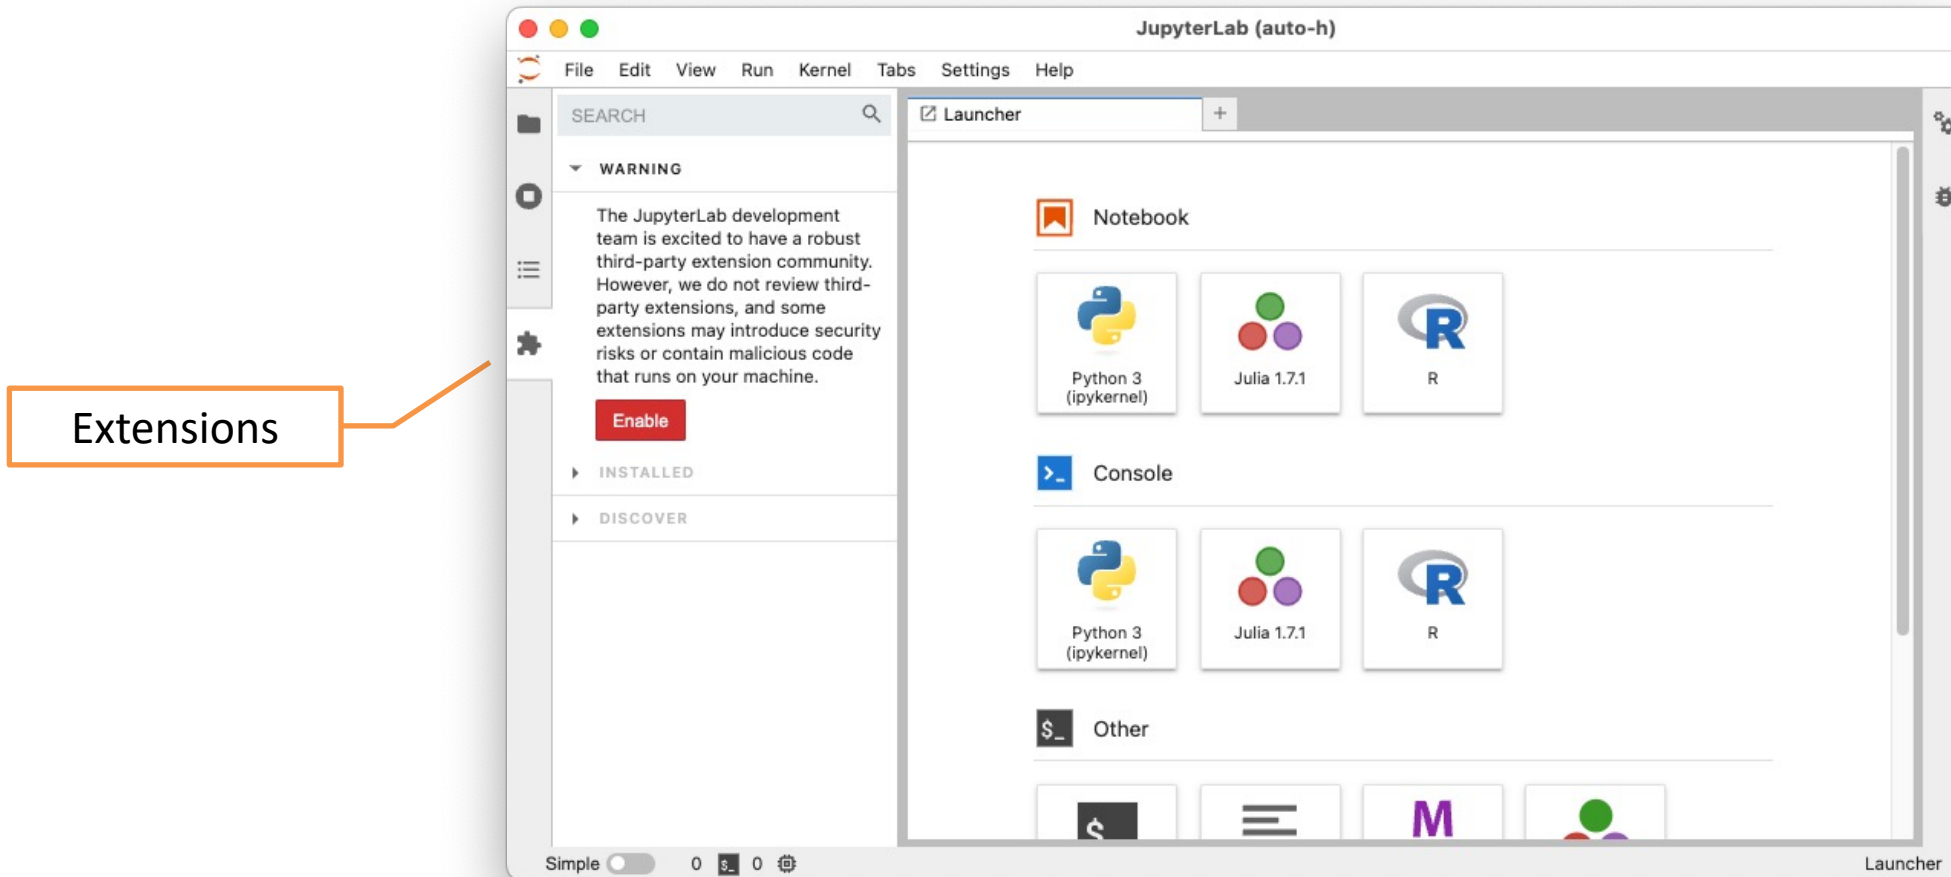 JupyterLab (auto-h)
File Edit View Run Kernel Tabs Settings Help
SEARCH
Launcher
+
WARNING
The JupyterLab development
team is excited to have a robust
third-party extension community.
However, we do not review third-
party extensions, and some
extensions may introduce security
risks or contain malicious code
that runs on your machine.
Enable
INSTALLED
DISCOVER
Extensions
Notebook
Python 3
(ipykernel)
Julia 1.7.1
R
Console
Python 3
(ipykernel)
Julia 1.7.1
R
$_ Other
$
M
Simple 0 $_ 0
Launcher